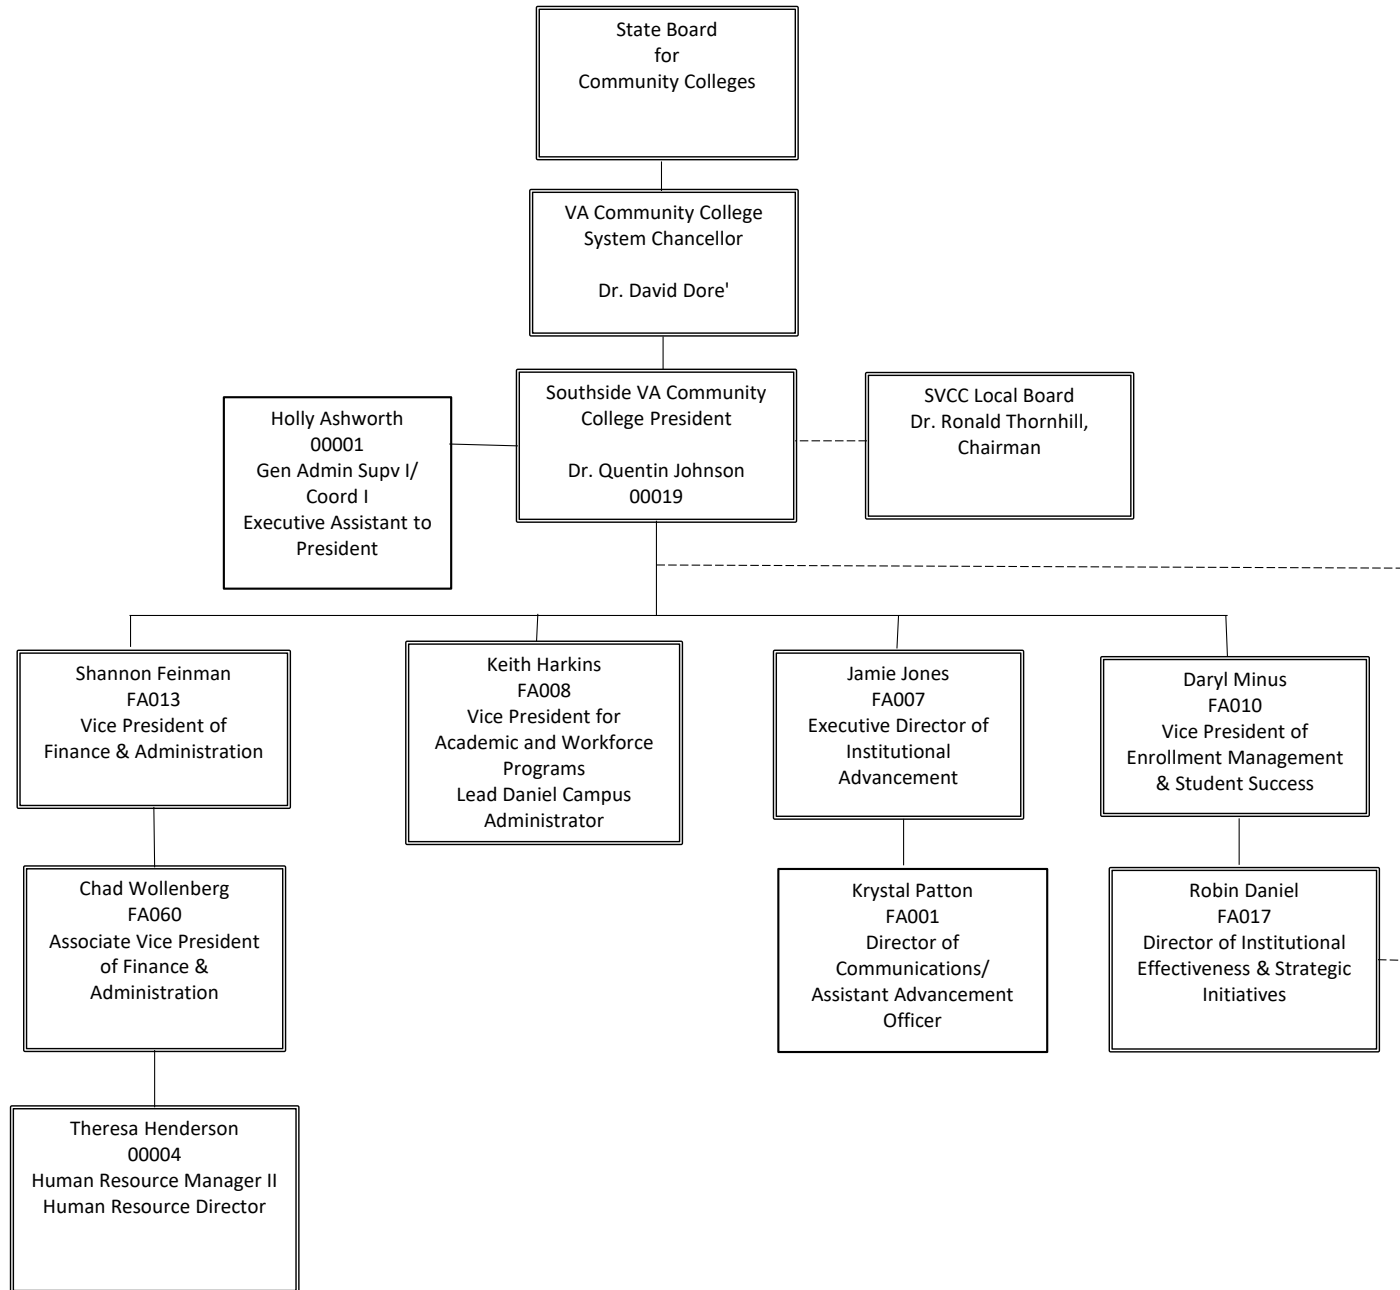 State Board
for
Community Colleges
VA Community College
System Chancellor
Dr. David Dore'
Southside VA Community
College President
Dr. Quentin Johnson
00019
SVCC Local Board
Dr. Ronald Thornhill,
Chairman
Holly Ashworth
00001
Gen Admin Supv I/
Coord I
Executive Assistant to
President
Shannon Feinman
FA013
Vice President of
Finance & Administration
Keith Harkins
FA008
Vice President for
Academic and Workforce
Programs
Lead Daniel Campus
Administrator
Jamie Jones
FA007
Executive Director of
Institutional
Advancement
Daryl Minus
FA010
Vice President of
Enrollment Management
& Student Success
Chad Wollenberg
FA060
Associate Vice President
of Finance &
Administration
Krystal Patton
FA001
Director of
Communications/
Assistant Advancement
Officer
Robin Daniel
FA017
Director of Institutional
Effectiveness & Strategic
Initiatives
Theresa Henderson
00004
Human Resource Manager II
Human Resource Director